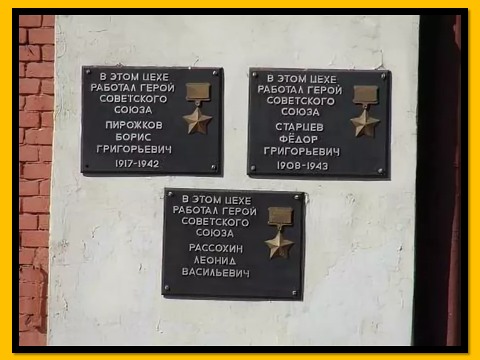 В ЭТОМ ЦЕХЕ
РАБОТАЛ ГЕРОЙ
СОВЕТСКОГО
СОЮЗА
ПИРОЖКОВ
БОРИС
ГРИГОРЬЕВИЧ
1917-1942
В ЭТОМ ЦЕХЕ
РАБОТАЛ ГЕРОЙ
СОВЕТСКОГО
СОЮЗА
СТАРЦЕВ
ФЁДОР
ГРИГОРЬЕВИЧ
1908-1943
В ЭТОМ ЦЕХЕ
РАБОТАЛ ГЕРОЙ
СОВЕТСКОГО
СОЮЗА
РАССОХИН
ЛЕОНИД
ВАСИЛЬЕВИЧ